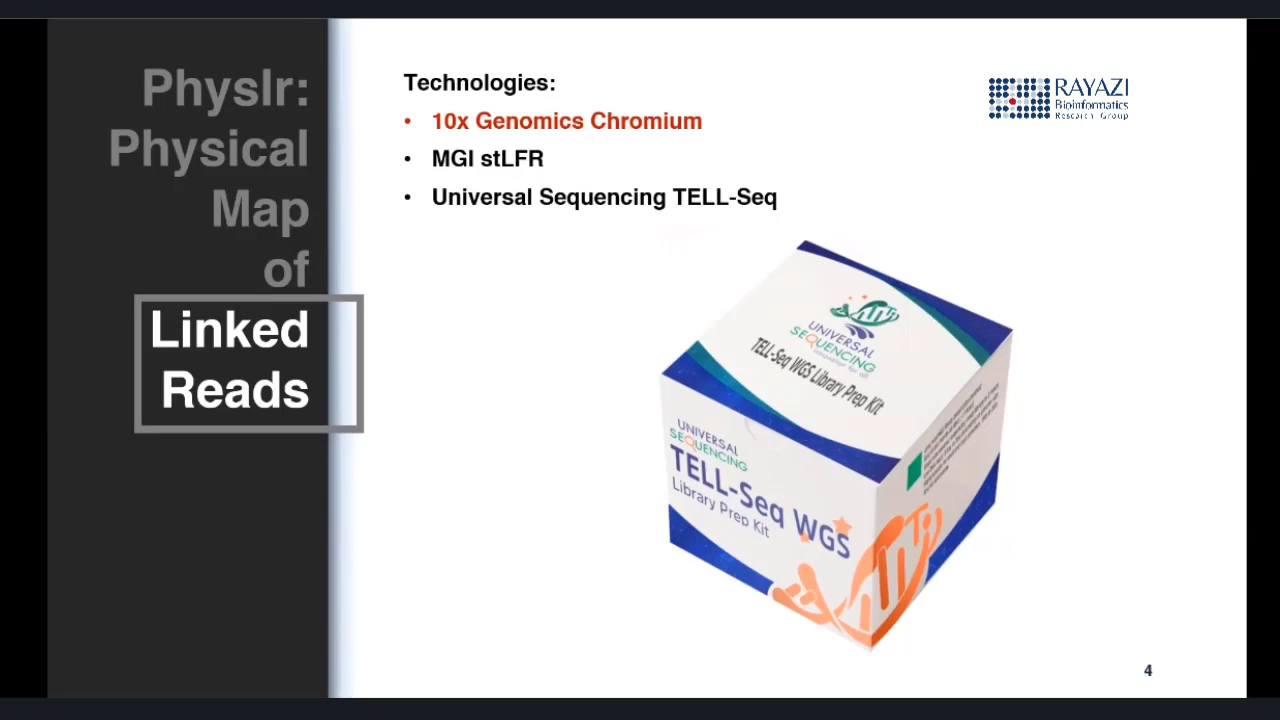 Physlr:
Physical
Map
of
Linked
Reads
Technologies:
• 10x Genomics Chromium
• MGI stLFR
• Universal Sequencing TELL-Seq
RAYAZI
Bioinformatics
Research Group
UNIVERSAL
SEQUENCING
TELL-Seq WGS Library Prep Kit
UNIVERSAL
SEQUENCING
TELL-Seq WGS
Library Prep Kit
4